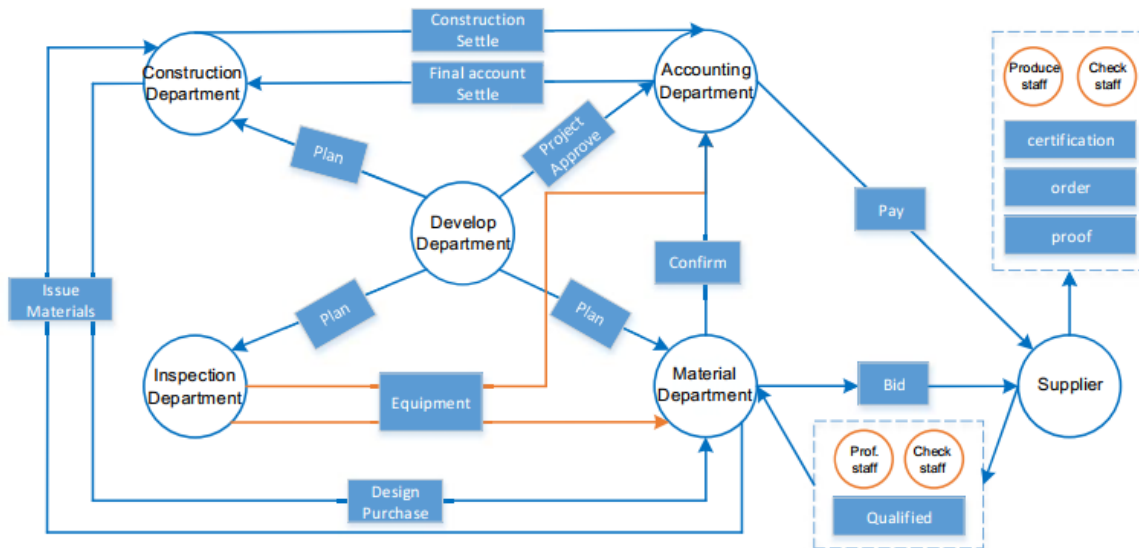 Construction
Settle
Construction
Department
Final account
Settle
Accounting
Department
Produce
staff
Check
staff
certification
order
proof
Plan
Project
Approve
Develop
Department
Pay
Confirm
Issue
Materials
Plan
Plan
Inspection
Department
Equipment
Material
Department
Bid
Supplier
Prof.
staff
Check
staff
Qualified
Design
Purchase